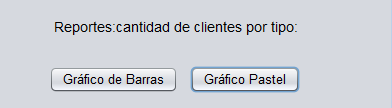 Reportes:cantidad de clientes por tipo:
Gráfico de Barras Gráfico Pastel